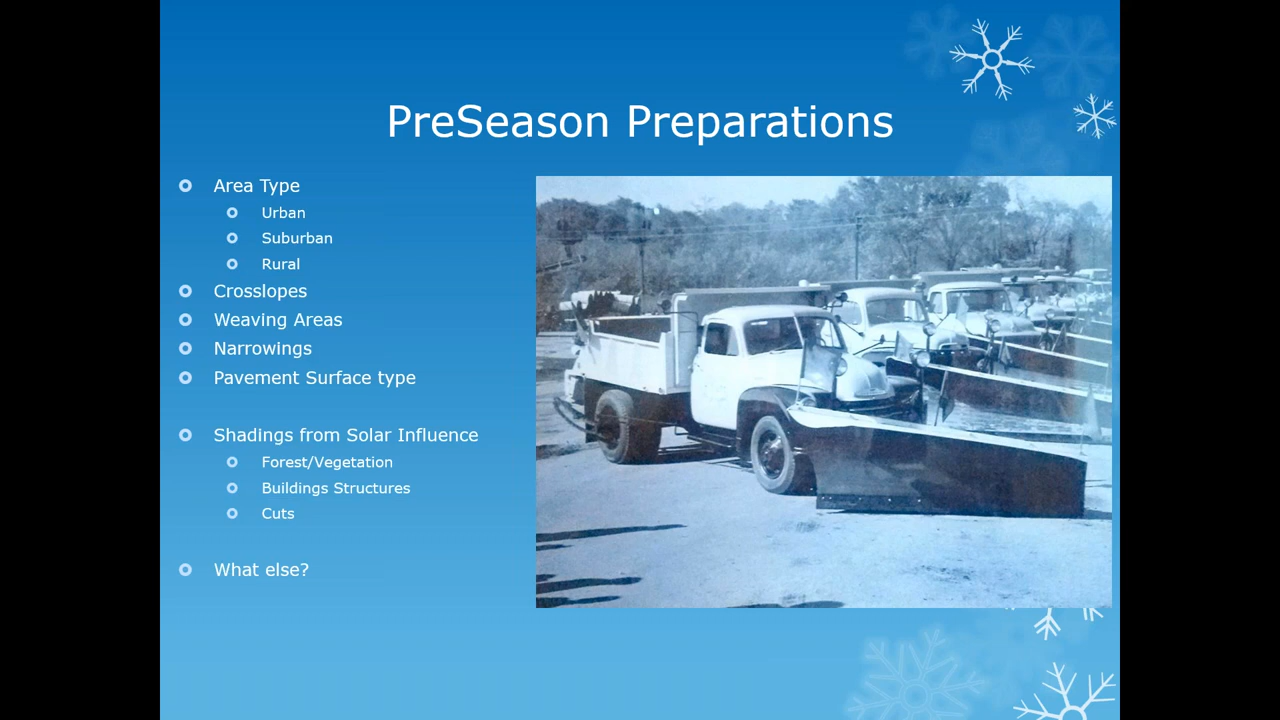 PreSeason Preparations
Area Type
Urban
Suburban
Rural
Crosslopes
Weaving Areas
Narrowings
Pavement Surface type
Shadings from Solar Influence
Forest/Vegetation
Buildings Structures
Cuts
What else?